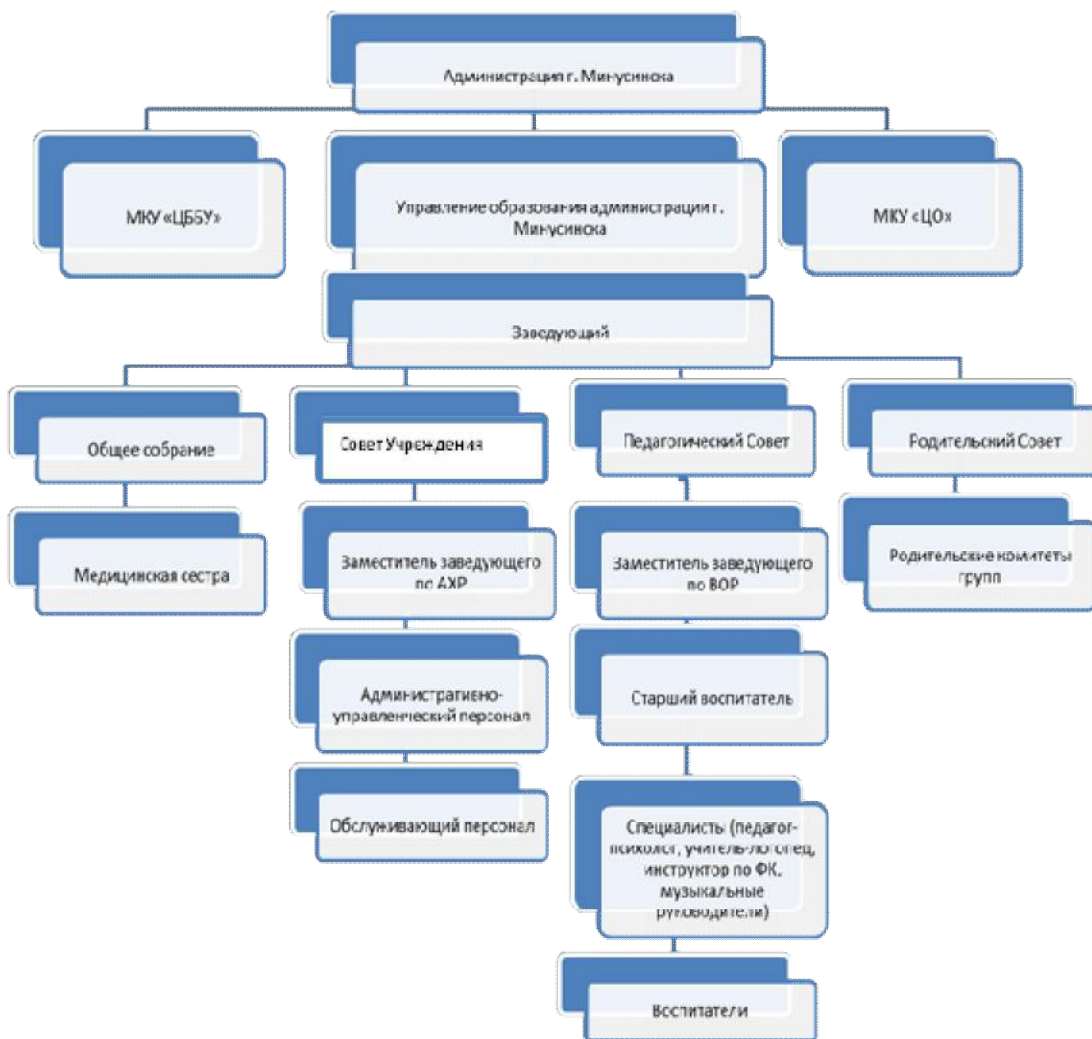 Администрация г. Минусинска
МКУ «ЦББУ»
Управление образования администрации г.
Минусинска
МКУ «ЦО»
Заведующий
Общее собрание
Совет Учреждения
Педагогический Совет
Родительский Совет
Медицинская сестра
Заместитель заведующего
по АХР
Заместитель заведующего
по ВОР
Родительские комитеты
групп
Административно-
управленческий персонал
Старший воспитатель
Обслуживающий персонал
Специалисты (педагог-
психолог, учитель-логопед,
инструктор по ФК,
музыкальные
руководители)
Воспитатели